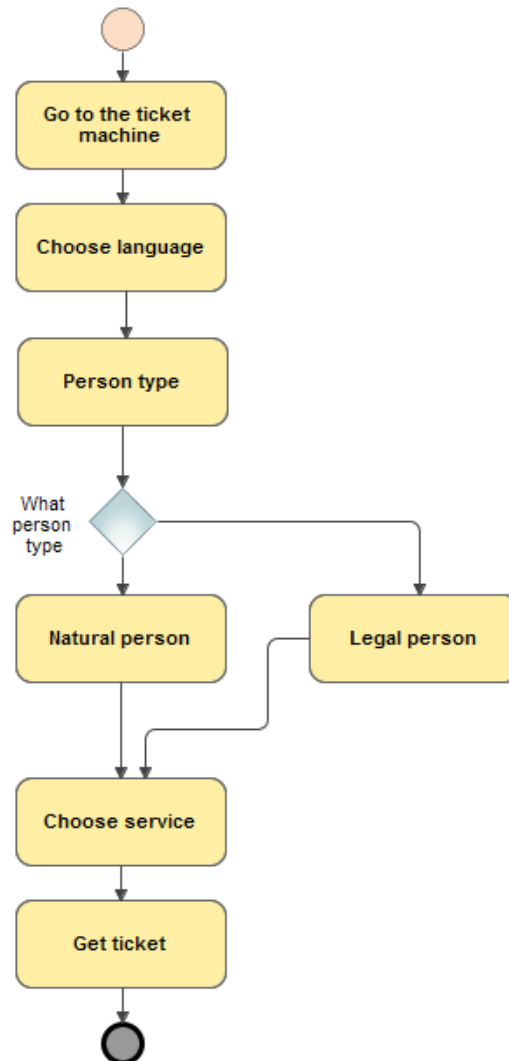 Go to the ticket
machine
Choose language
Person type
What
person
type
Natural person
Legal person
Choose service
Get ticket